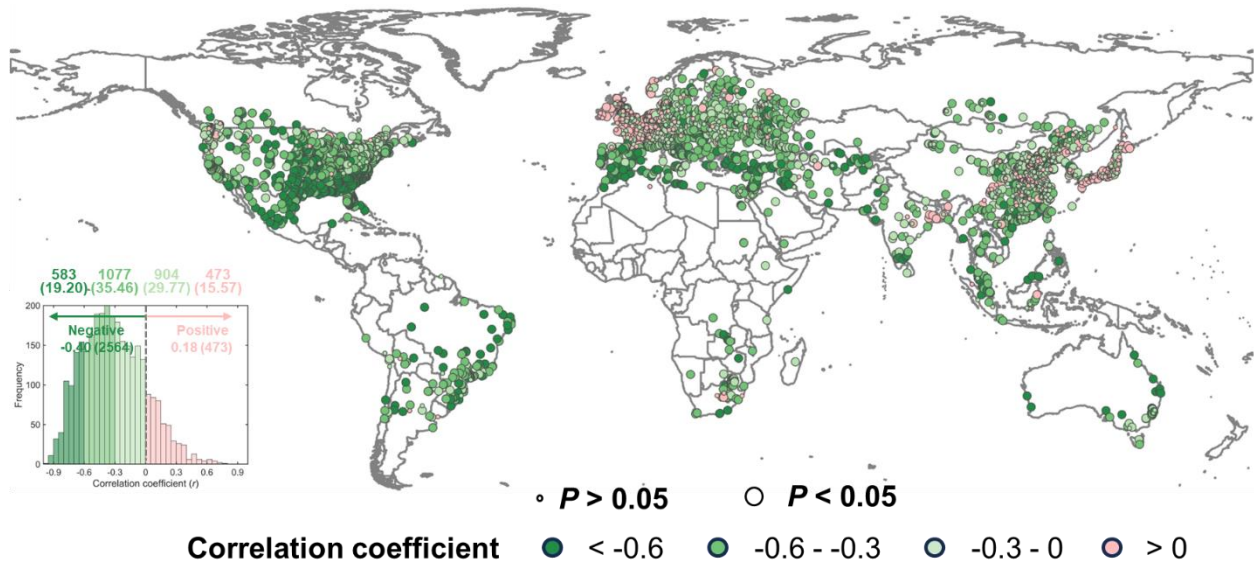 583 1077 904 473
(19.20) (35.46) (29.77) (15.57)
200
150
100
50
0
Frequency
Negative Positive
-0.40 (2564) 0.18 (473)
-0.9 -0.6 -0.3 0 0.3 0.6 0.9
Correlation coefficient (r)
P > 0.05 P < 0.05
Correlation coefficient < -0.6 -0.6 - -0.3 -0.3 - 0 > 0